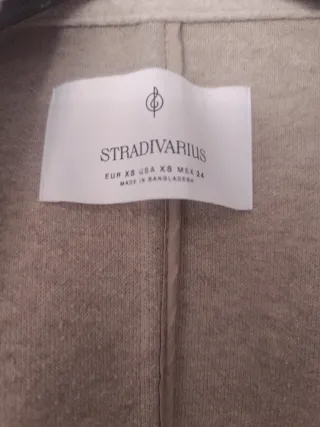 STRADIVARIUS
EUR XS USA XS MEX 24
MADE IN BANGLADESH